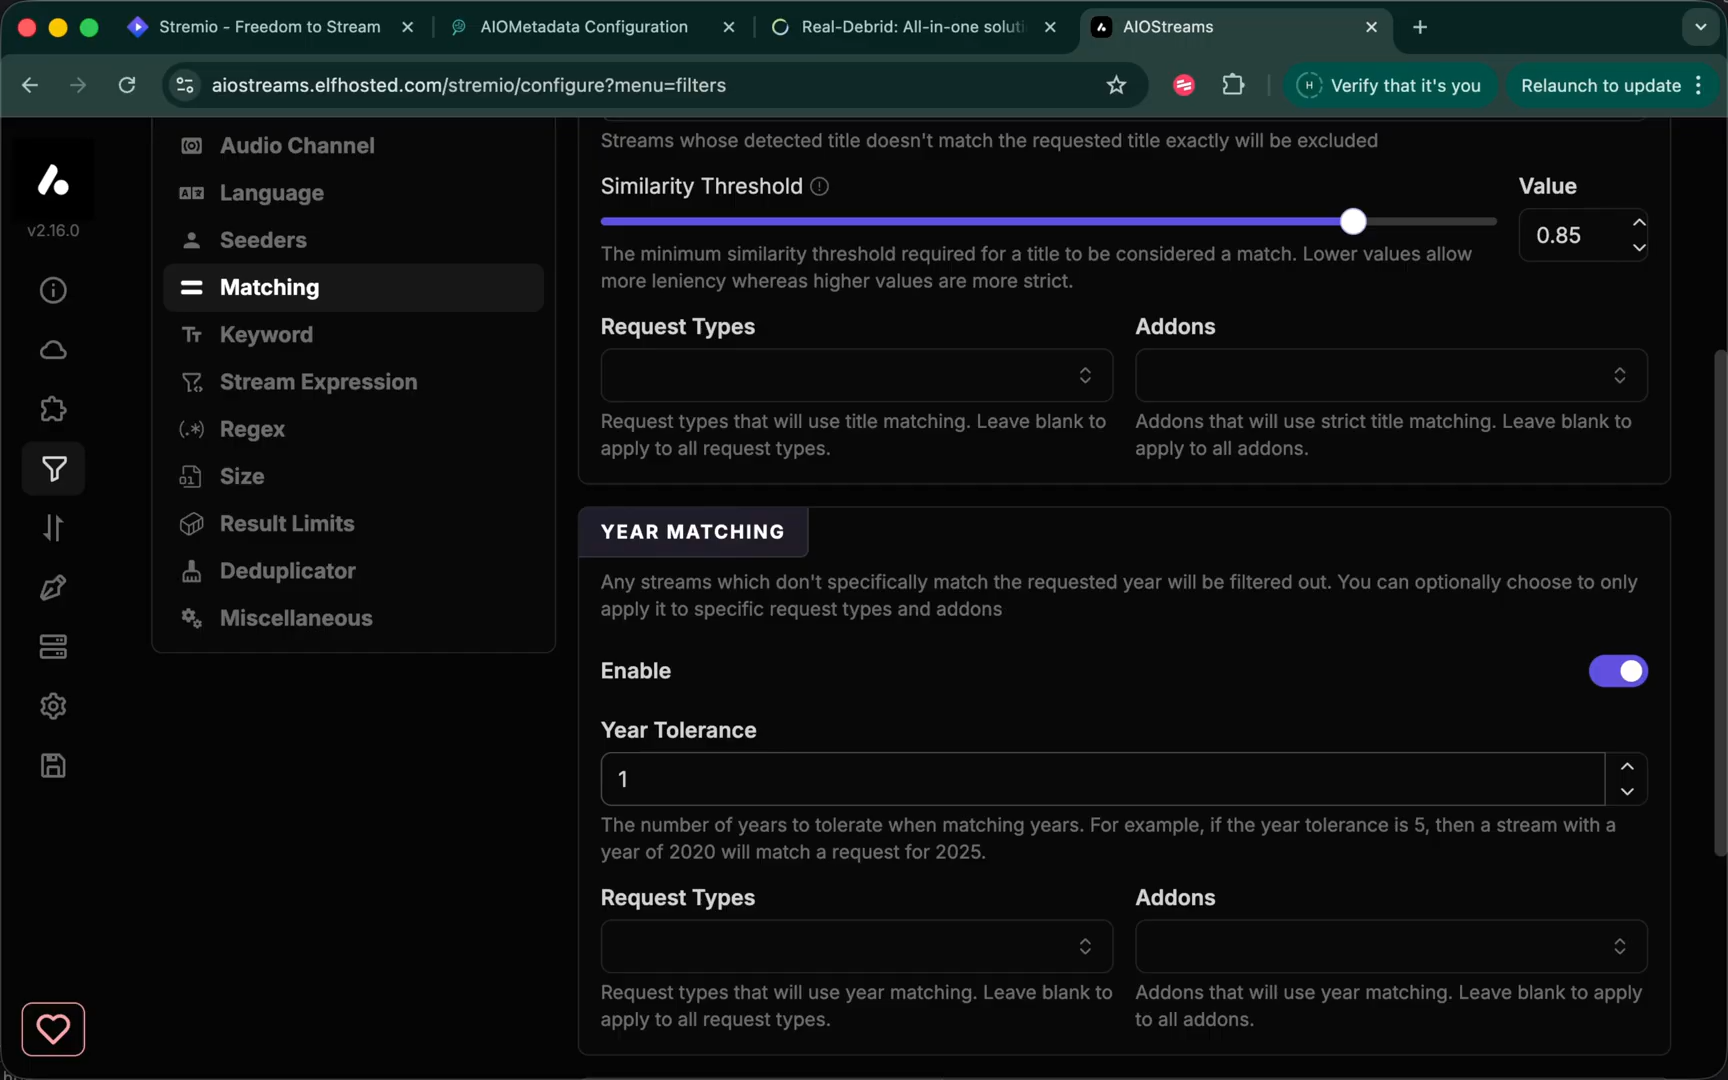 Stremio - Freedom to Stream
AIOMetadata Configuration
Real-Debrid: All-in-one soluti
AIOStreams
aiostreams.elfhosted.com/stremio/configure?menu=filters
H
Verify that it's you
Relaunch to update
v2.16.0
Audio Channel
Language
Seeders
Matching
Keyword
Stream Expression
Regex
Size
Result Limits
Deduplicator
Miscellaneous
Streams whose detected title doesn't match the requested title exactly will be excluded
Similarity Threshold
Value
0.85
The minimum similarity threshold required for a title to be considered a match. Lower values allow
more leniency whereas higher values are more strict.
Request Types
Addons
Request types that will use title matching. Leave blank to
apply to all request types.
Addons that will use strict title matching. Leave blank to
apply to all addons.
YEAR MATCHING
Any streams which don't specifically match the requested year will be filtered out. You can optionally choose to only
apply it to specific request types and addons
Enable
Year Tolerance
1
The number of years to tolerate when matching years. For example, if the year tolerance is 5, then a stream with a
year of 2020 will match a request for 2025.
Request Types
Addons
Request types that will use year matching. Leave blank to
apply to all request types.
Addons that will use year matching. Leave blank to apply
to all addons.